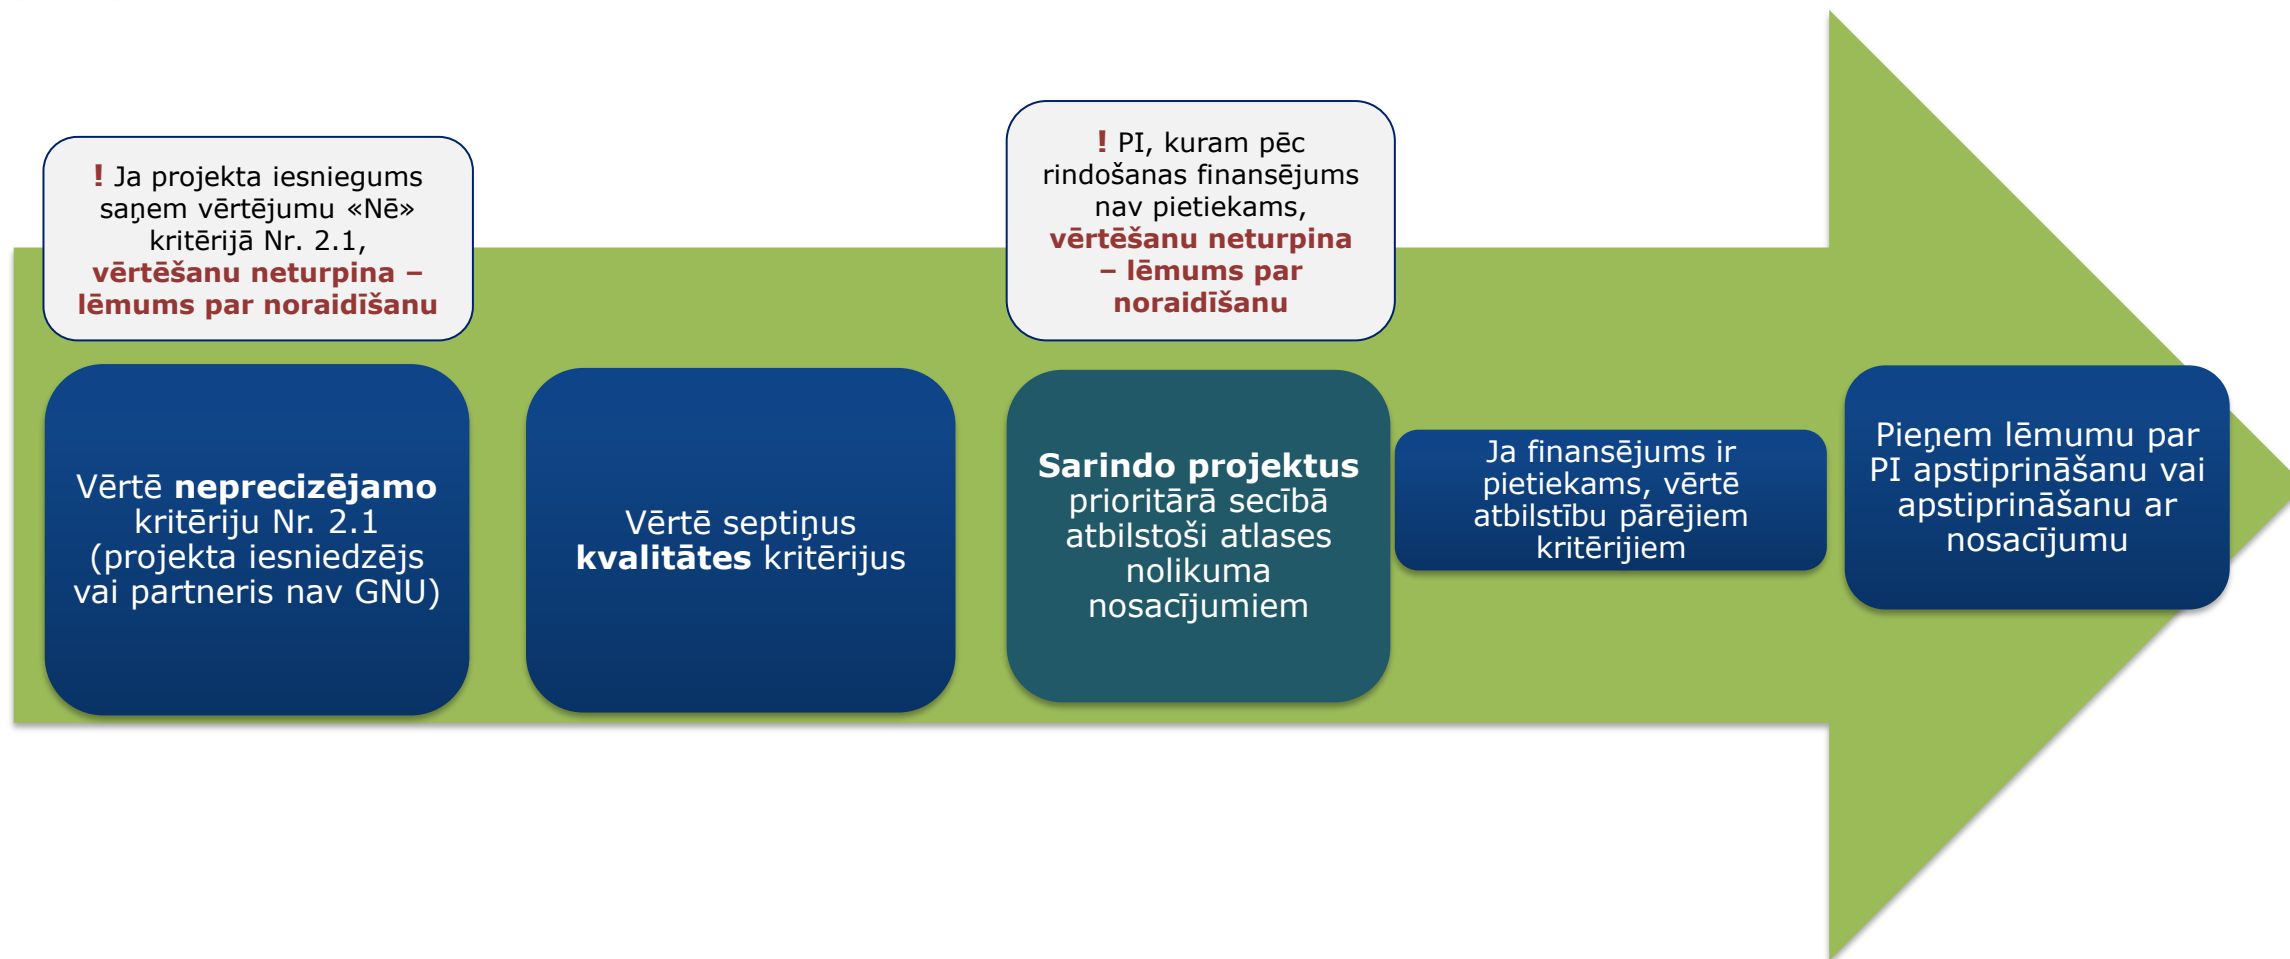 ! Ja projekta iesniegums
saņem vērtējumu «Nē»
kritērijā Nr. 2.1,
vērtēšanu neturpina –
lēmums par noraidīšanu
! PI, kuram pēc
rindošanas finansējums
nav pietiekams,
vērtēšanu neturpina
– lēmums par
noraidīšanu
Vērtē neprecizējamo
kritēriju Nr. 2.1
(projekta iesniedzējs
vai partneris nav GNU)
Vērtē septiņus
kvalitātes kritērijus
Sarindo projektus
prioritārā secībā
atbilstoši atlases
nolikuma
nosacījumiem
Ja finansējums ir
pietiekams, vērtē
atbilstību pārējiem
kritērijiem
Pieņem lēmumu par
PI apstiprināšanu vai
apstiprināšanu ar
nosacījumu